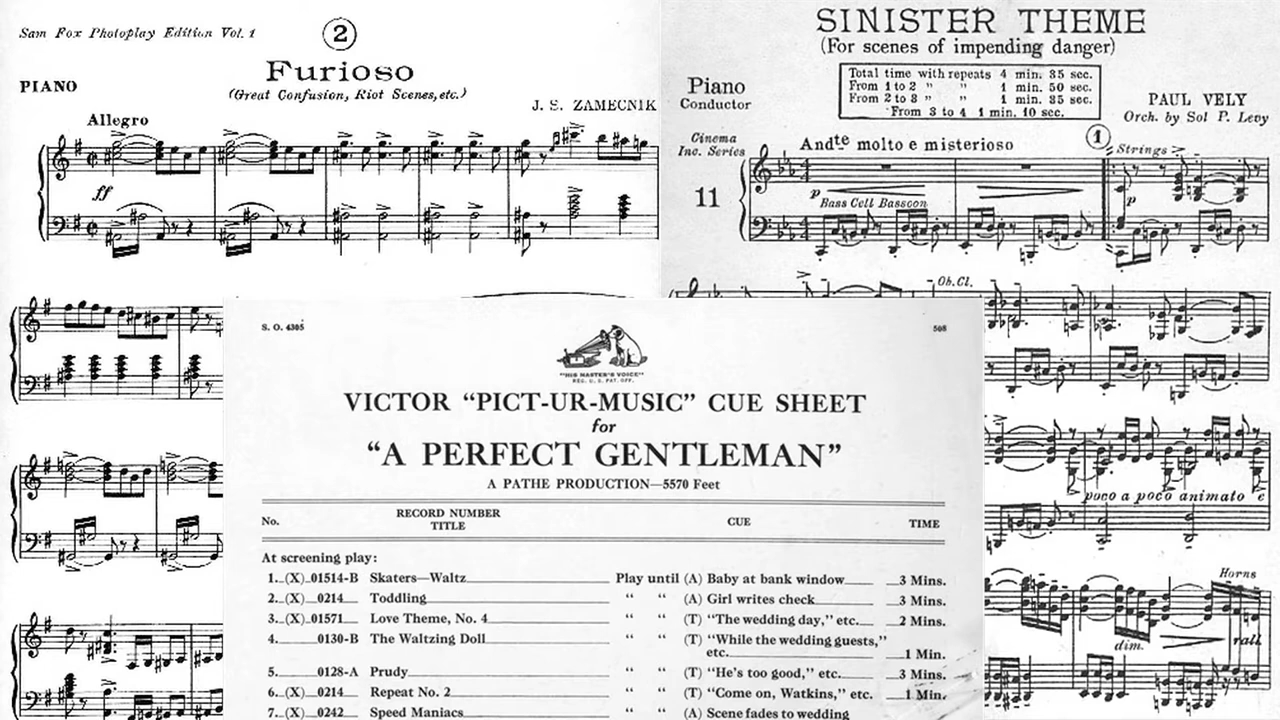 Sam Fox Photoplay Edition Vol. 1
2
Furioso
(Great Confusion, Riot Scenes, etc.)
PIANO
J. S. ZAMECNIK
Allegro
ff
SINISTER THEME
(For scenes of impending danger)
Total time with repeats 4 min. 35 sec.
From 1 to 2 " " 1 min. 50 sec.
From 2 to 3 " " 1 min. 35 sec.
From 3 to 4 1 min. 10 sec.
Piano
Conductor
PAUL VELY
Orch. by Sol P. Levy
Cinema
Inc. Series
11
Andte molto e misterioso
1
Strings
p
Bass Cell Bassoon
p
Ob. Cl.
poco a poco animato e
Horns
dim.
rall
S. O. 4305
508
"HIS MASTER'S VOICE"
REG. U. S. PAT. OFF.
VICTOR “PICT-UR-MUSIC” CUE SHEET
for
“A PERFECT GENTLEMAN”
A PATHE PRODUCTION—5570 Feet
No. RECORD NUMBER TITLE CUE TIME
At screening play:
1. (X) 01514-B Skaters—Waltz Play until (A) Baby at bank window 3 Mins.
2. (X) 0214 Toddling “ “ (A) Girl writes check 3 Mins.
3. (X) 01571 Love Theme, No. 4 “ “ (T) “The wedding day,” etc. 2 Mins.
4. 0130-B The Waltzing Doll “ “ (T) “While the wedding guests,”
etc. 1 Min.
5. 0128-A Prudy “ “ (T) “He’s too good,” etc. 3 Mins.
6. (X) 0214 Repeat No. 2 “ “ (T) “Come on, Watkins,” etc. 1 Min.
7. (X) 0242 Speed Maniacs “ “ (A) Scene fades to wedding